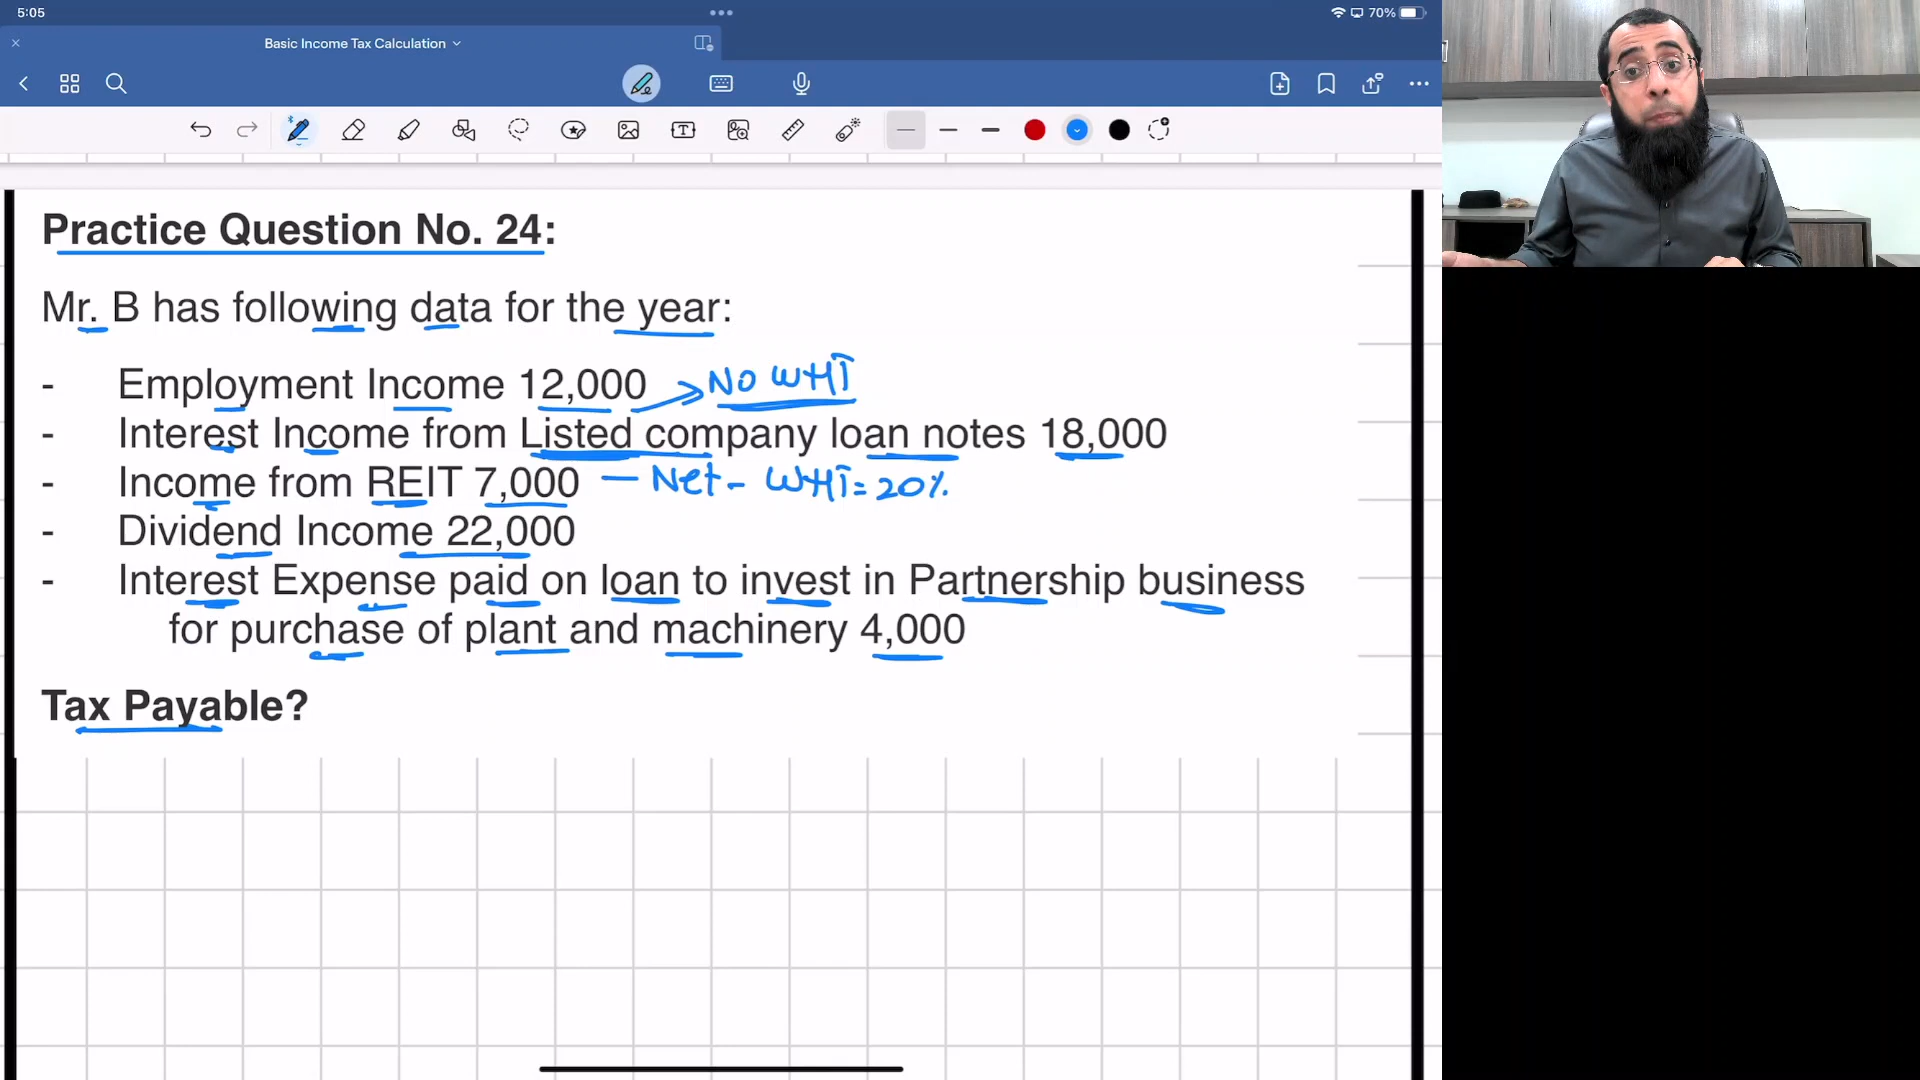 5:05
70%
Basic Income Tax Calculation
Practice Question No. 24:
Mr. B has following data for the year:
- Employment Income 12,000 → NO WHT
- Interest Income from Listed company loan notes 18,000
- Income from REIT 7,000 — Net - WHT = 20%
- Dividend Income 22,000
- Interest Expense paid on loan to invest in Partnership business
for purchase of plant and machinery 4,000
Tax Payable?